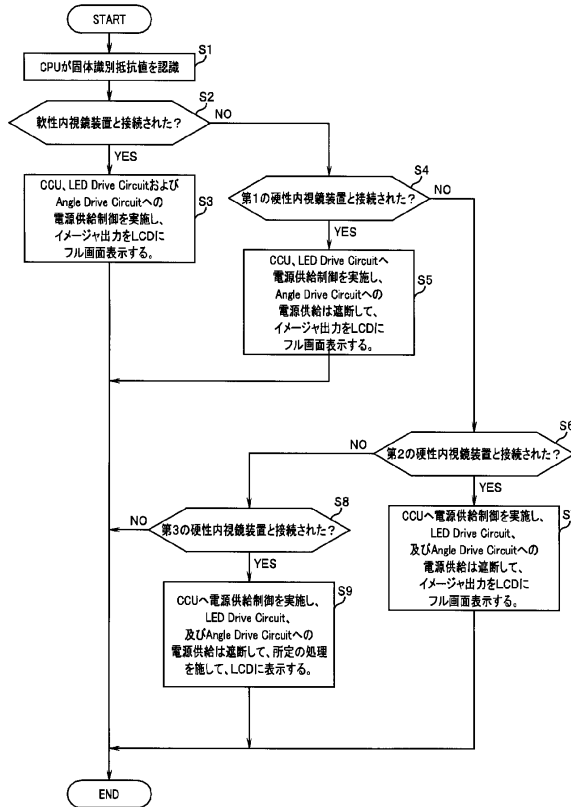 START
S1
CPUが固体識別抵抗値を認識
S2
軟性内視鏡装置と接続された?
NO
YES
S3
CCU、LED Drive Circuitおよび
Angle Drive Circuitへの
電源供給制御を実施し、
イメージャ出力をLCDに
フル画面表示する。
S4
第1の硬性内視鏡装置と接続された?
NO
YES
S5
CCU、LED Drive Circuitへ
電源供給制御を実施し、
Angle Drive Circuitへの
電源供給は遮断して、
イメージャ出力をLCDに
フル画面表示する。
S6
第2の硬性内視鏡装置と接続された?
NO
YES
CCUへ電源供給制御を実施し、
LED Drive Circuit、
及びAngle Drive Circuitへの
電源供給は遮断して、
イメージャ出力をLCDに
フル画面表示する。
S8
第3の硬性内視鏡装置と接続された?
NO
YES
S9
CCUへ電源供給制御を実施し、
LED Drive Circuit、
及びAngle Drive Circuitへの
電源供給は遮断して、所定の処理
を施して、LCDに表示する。
END